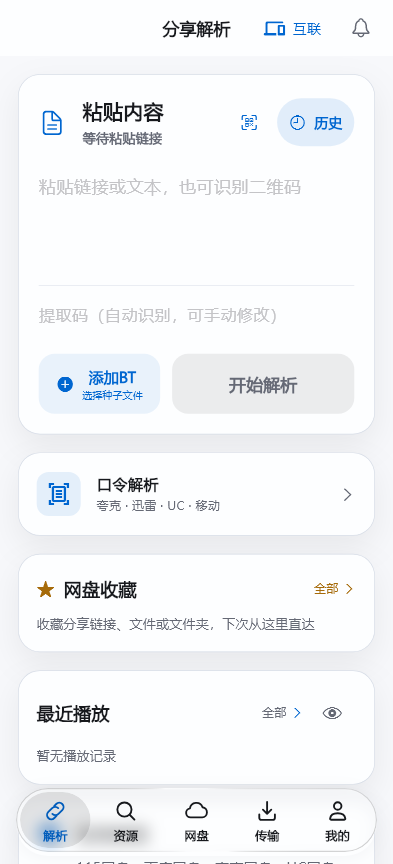 分享解析
互联
粘贴内容
等待粘贴链接
历史
粘贴链接或文本，也可识别二维码
提取码（自动识别，可手动修改）
添加BT
选择种子文件
开始解析
口令解析
夸克 · 迅雷 · UC · 移动
网盘收藏
全部
收藏分享链接、文件或文件夹，下次从这里直达
最近播放
全部
暂无播放记录
解析
资源
网盘
传输
我的